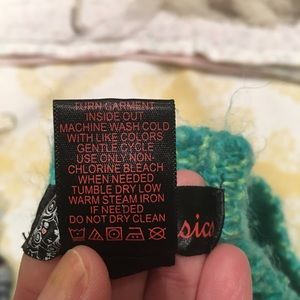 TURN GARMENT
INSIDE OUT
MACHINE WASH COLD
WITH LIKE COLORS
GENTLE CYCLE
USE ONLY NON-
CHLORINE BLEACH
WHEN NEEDED
TUMBLE DRY LOW
WARM STEAM IRON
IF NEEDED
DO NOT DRY CLEAN
sics